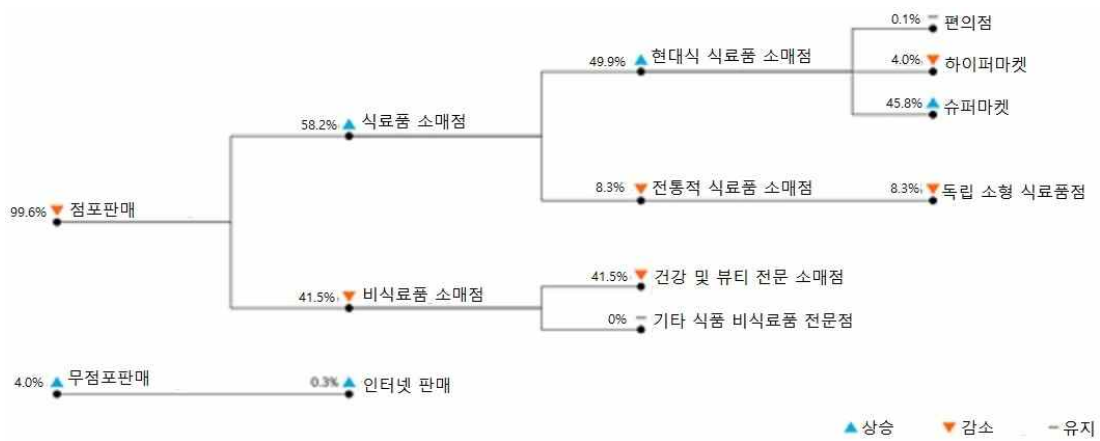 0.1% 편의점
49.9% 현대식 식료품 소매점
4.0% 하이퍼마켓
45.8% 슈퍼마켓
58.2% 식료품 소매점
8.3% 전통적 식료품 소매점
8.3% 독립 소형 식료품점
99.6% 점포판매
41.5% 건강 및 뷰티 전문 소매점
41.5% 비식료품 소매점
0% 기타 식품 비식료품 전문점
4.0% 무점포판매
0.3% 인터넷 판매
상승 감소 유지